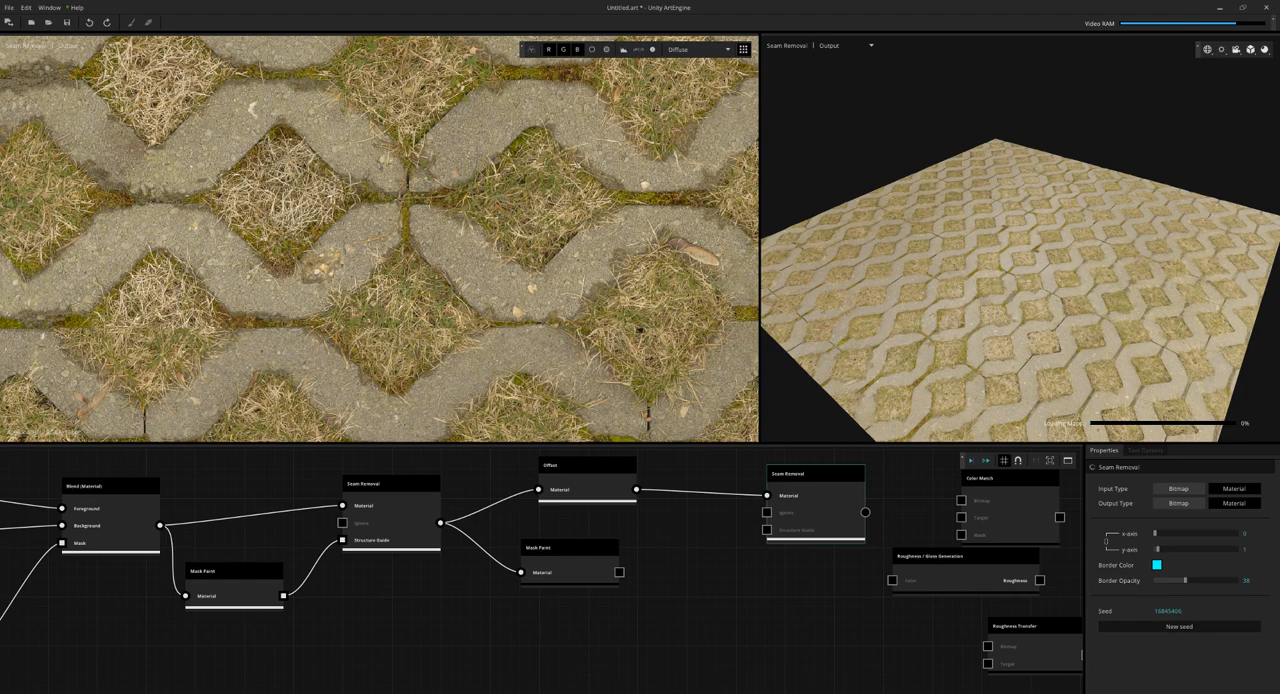 File Edit Window Help
Untitled.art * - Unity ArtEngine
Video RAM
Seam Removal | Output
R G B
Diffuse
Seam Removal | Output
0%
Blend (Material)
Foreground
Background
Mask
Mask Paint
Material
Seam Removal
Material
Ignore
Structure Guide
Offset
Material
Mask Paint
Material
Seam Removal
Material
Ignore
Structure Guide
Color Match
Bitmap
Target
Mask
Roughness / Gloss Generation
Color
Roughness
Roughness Transfer
Bitmap
Target
Properties
Save Options
Seam Removal
Input Type Bitmap Material
Output Type Bitmap Material
x-axis 0
y-axis 1
Border Color
Border Opacity 38
Seed 16845406
New seed